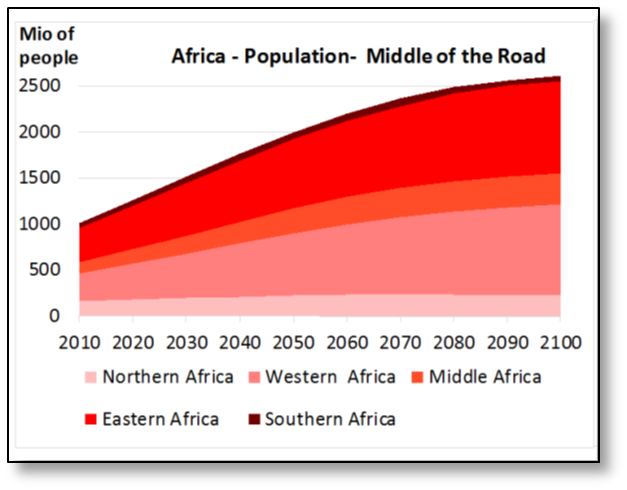 Mio of
people
Africa - Population- Middle of the Road
2500
2000
1500
1000
500
0
2010 2020 2030 2040 2050 2060 2070 2080 2090 2100
Northern Africa Western Africa Middle Africa
Eastern Africa Southern Africa